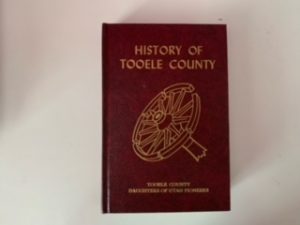 HISTORY OF
TOOELE COUNTY
TOOELE COUNTY
DAUGHTERS OF UTAH PIONEERS